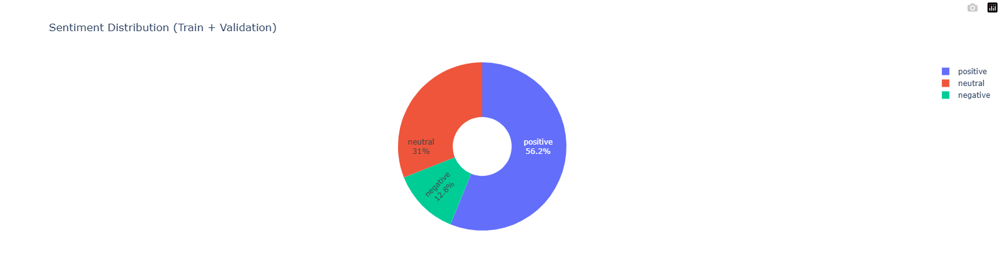 Sentiment Distribution (Train + Validation)
positive
neutral
negative
neutral
31%
positive
56.2%
negative
12.8%